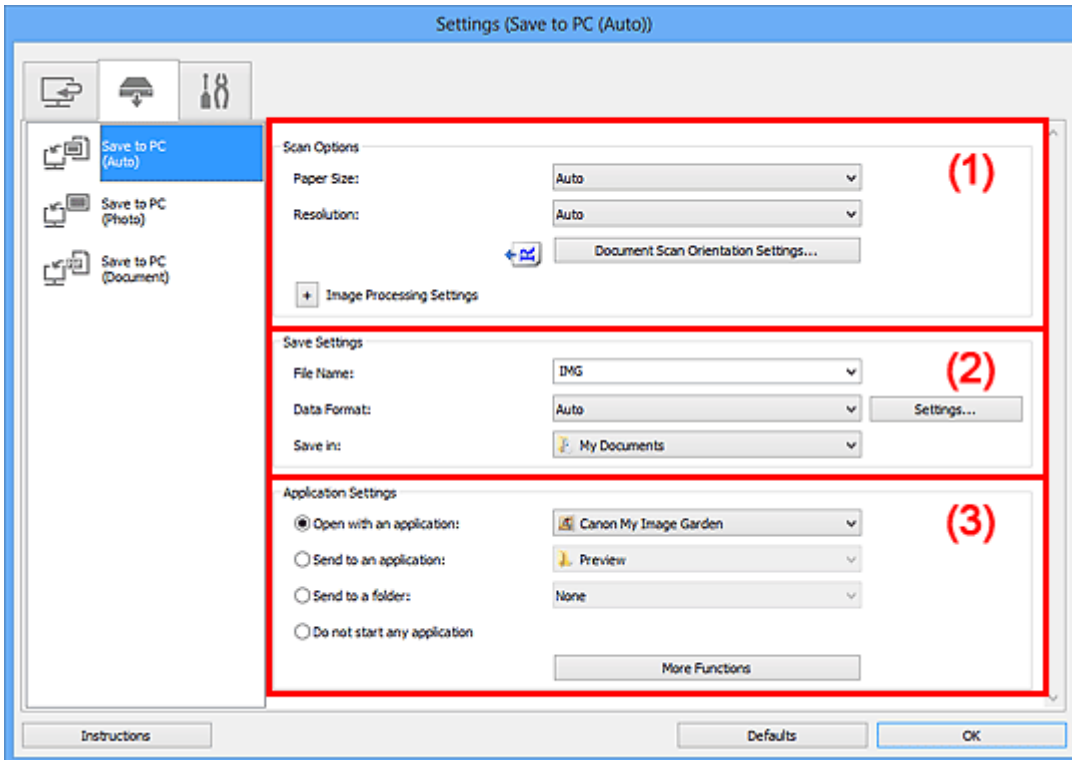 Settings (Save to PC (Auto))
Save to PC
(Auto)
Save to PC
(Photo)
Save to PC
(Document)
Scan Options
(1)
Paper Size: Auto
Resolution: Auto
Document Scan Orientation Settings...
+ Image Processing Settings
Save Settings
(2)
File Name: IMG
Data Format: Auto Settings...
Save in: My Documents
Application Settings
(3)
Open with an application: Canon My Image Garden
Send to an application: Preview
Send to a folder: None
Do not start any application
More Functions
Instructions Defaults OK